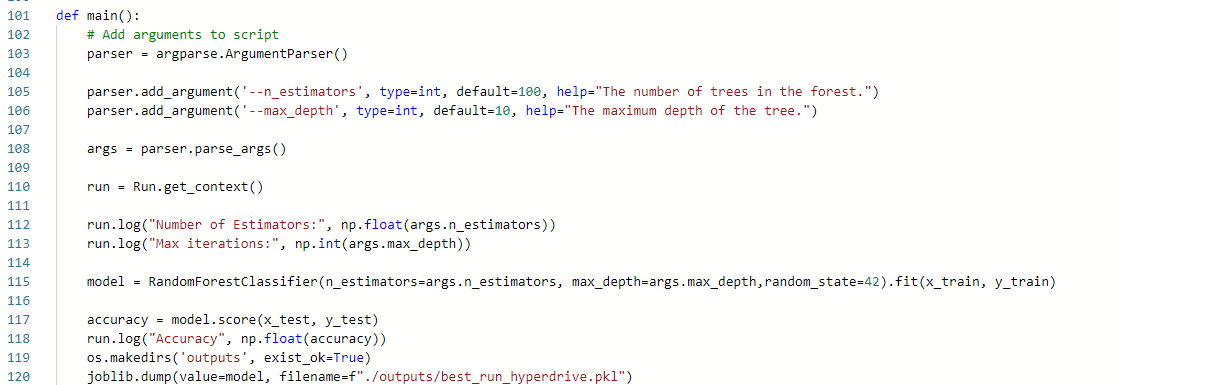 101 def main():
102 # Add arguments to script
103 parser = argparse.ArgumentParser()
104
105 parser.add_argument('--n_estimators', type=int, default=100, help="The number of trees in the forest.")
106 parser.add_argument('--max_depth', type=int, default=10, help="The maximum depth of the tree.")
107
108 args = parser.parse_args()
109
110 run = Run.get_context()
111
112 run.log("Number of Estimators:", np.float(args.n_estimators))
113 run.log("Max iterations:", np.int(args.max_depth))
114
115 model = RandomForestClassifier(n_estimators=args.n_estimators, max_depth=args.max_depth,random_state=42).fit(x_train, y_train)
116
117 accuracy = model.score(x_test, y_test)
118 run.log("Accuracy", np.float(accuracy))
119 os.makedirs('outputs', exist_ok=True)
120 joblib.dump(value=model, filename=f"./outputs/best_run_hyperdrive.pkl")